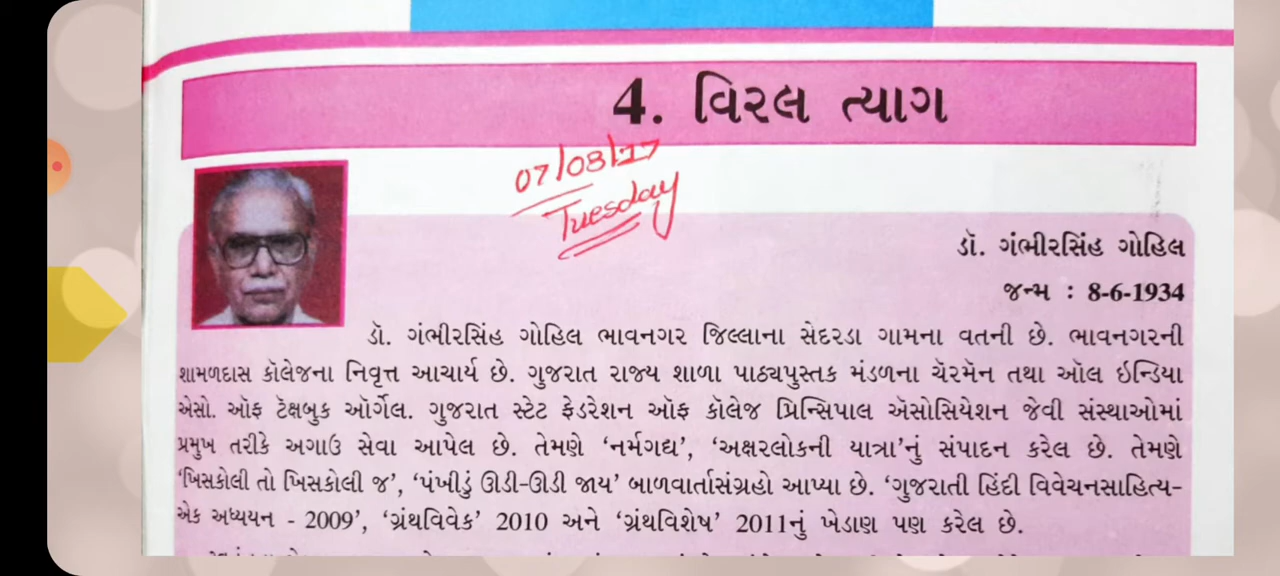 4. વિરલ ત્યાગ
07/08/17
Tuesday
ડૉ. ગંભીરસિંહ ગોહિલ
જન્મ : 8-6-1934
ડૉ. ગંભીરસિંહ ગોહિલ ભાવનગર જિલ્લાના સેદરડા ગામના વતની છે. ભાવનગરની
શામળદાસ કૉલેજના નિવૃત્ત આચાર્ય છે. ગુજરાત રાજ્ય શાળા પાઠ્યપુસ્તક મંડળના ચૅરમૅન તથા ઑલ ઇન્ડિયા
એસો. ઑફ ટૅક્ષબુક ઑર્ગેલ. ગુજરાત સ્ટેટ ફેડરેશન ઑફ કૉલેજ પ્રિન્સિપાલ ઍસોસિયેશન જેવી સંસ્થાઓમાં
પ્રમુખ તરીકે અગાઉ સેવા આપેલ છે. તેમણે ‘નર્મગદ્ય’, ‘અક્ષરલોકની યાત્રા’નું સંપાદન કરેલ છે. તેમણે
‘ખિસકોલી તો ખિસકોલી જ’, ‘પંખીડું ઊડી-ઊડી જાય’ બાળવાર્તાસંગ્રહો આપ્યા છે. ‘ગુજરાતી હિંદી વિવેચનસાહિત્ય-
એક અધ્યયન - 2009’, ‘ગ્રંથવિવેક’ 2010 અને ‘ગ્રંથવિશેષ’ 2011નું ખેડાણ પણ કરેલ છે.